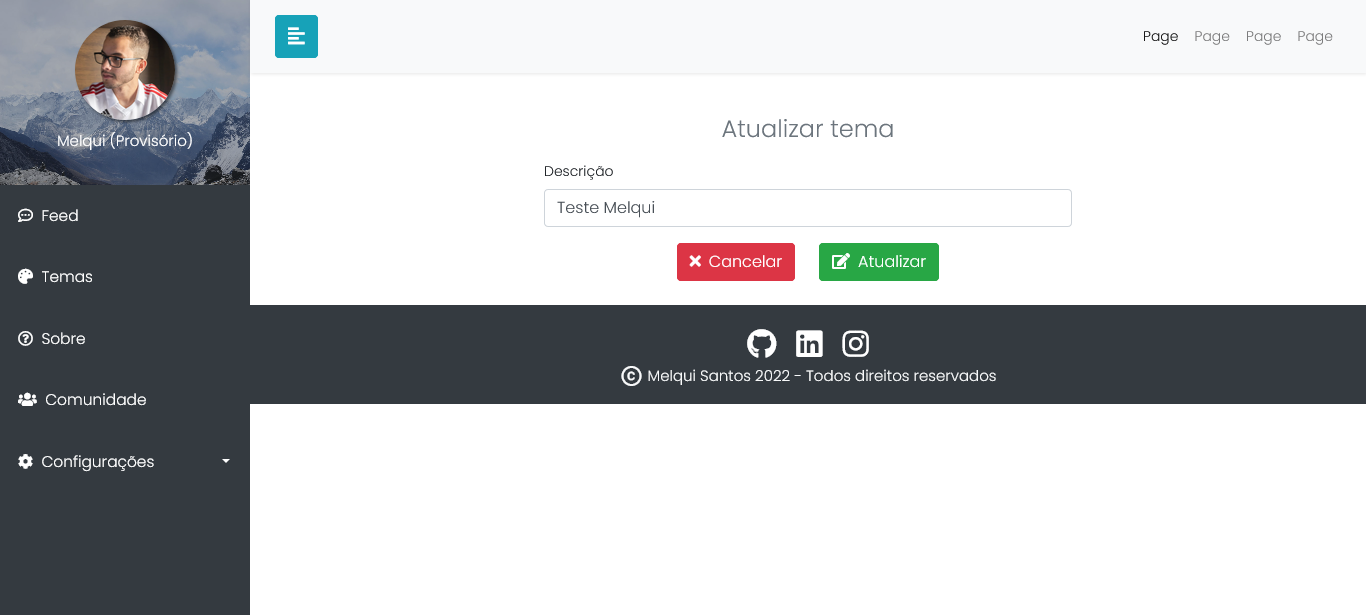 Melqui (Provisório)
Feed
Temas
Sobre
Comunidade
Configurações
Page Page Page Page
Atualizar tema
Descrição
Teste Melqui
Cancelar Atualizar
© Melqui Santos 2022 - Todos direitos reservados